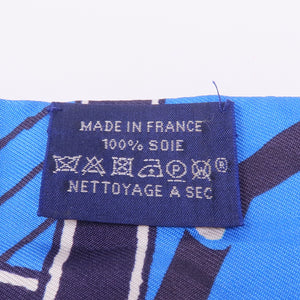 MADE IN FRANCE
100% SOIE
P W ®
NETTOYAGE A SEC